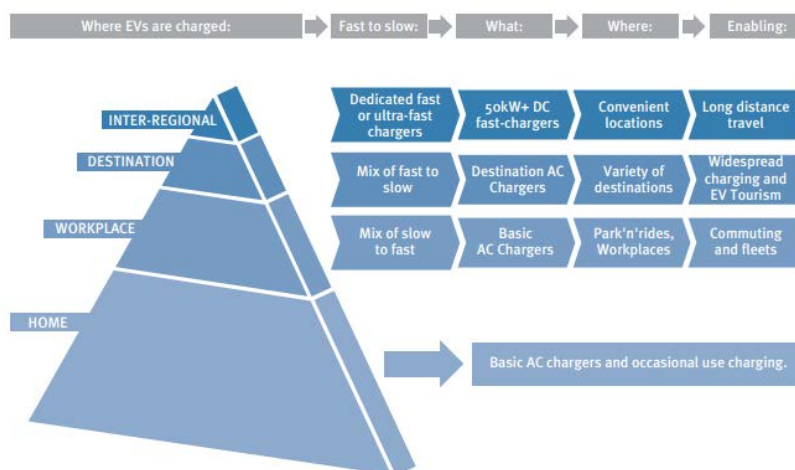 Where EVs are charged:
Fast to slow:
What:
Where:
Enabling:
INTER-REGIONAL
Dedicated fast
or ultra-fast
chargers
50kW+ DC
fast-chargers
Convenient
locations
Long distance
travel
DESTINATION
Mix of fast to
slow
Destination AC
Chargers
Variety of
destinations
Widespread
charging and
EV Tourism
WORKPLACE
Mix of slow
to fast
Basic
AC Chargers
Park'n'rides,
Workplaces
Commuting
and fleets
HOME
Basic AC chargers and occasional use charging.